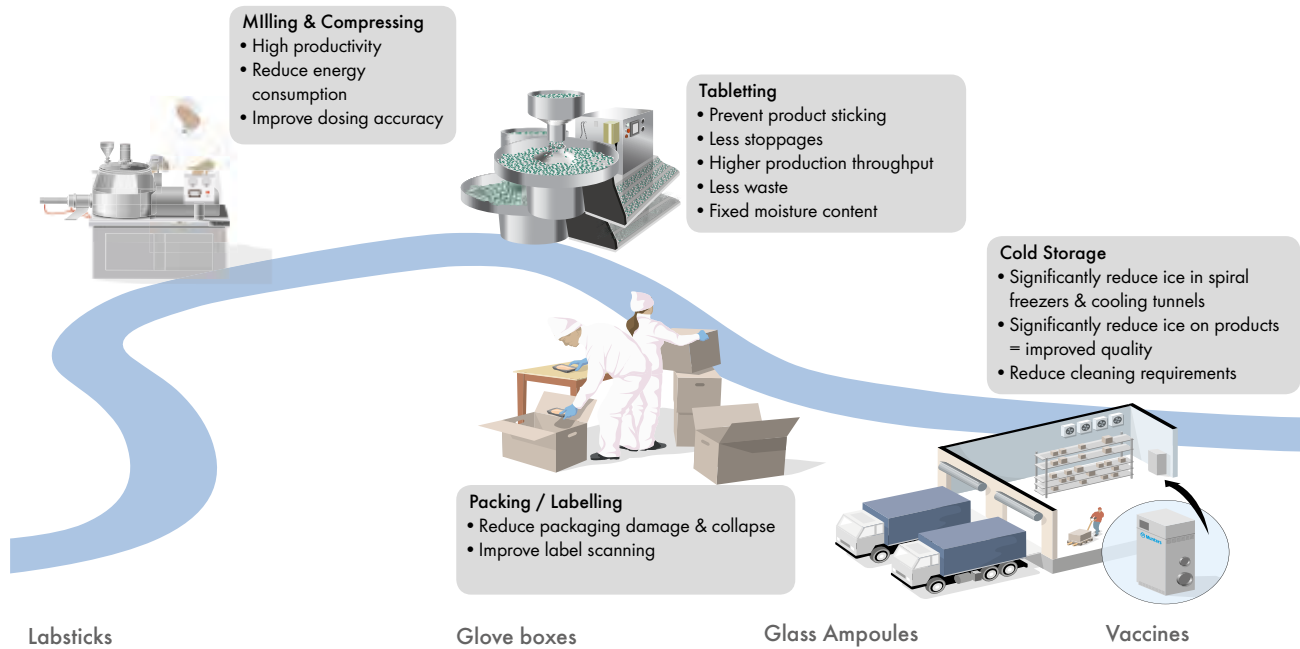 MIlling & Compressing
• High productivity
• Reduce energy
consumption
• Improve dosing accuracy
Tabletting
• Prevent product sticking
• Less stoppages
• Higher production throughput
• Less waste
• Fixed moisture content
Cold Storage
• Significantly reduce ice in spiral
freezers & cooling tunnels
• Significantly reduce ice on products
= improved quality
• Reduce cleaning requirements
Packing / Labelling
• Reduce packaging damage & collapse
• Improve label scanning
Munters
Labsticks
Glove boxes
Glass Ampoules
Vaccines